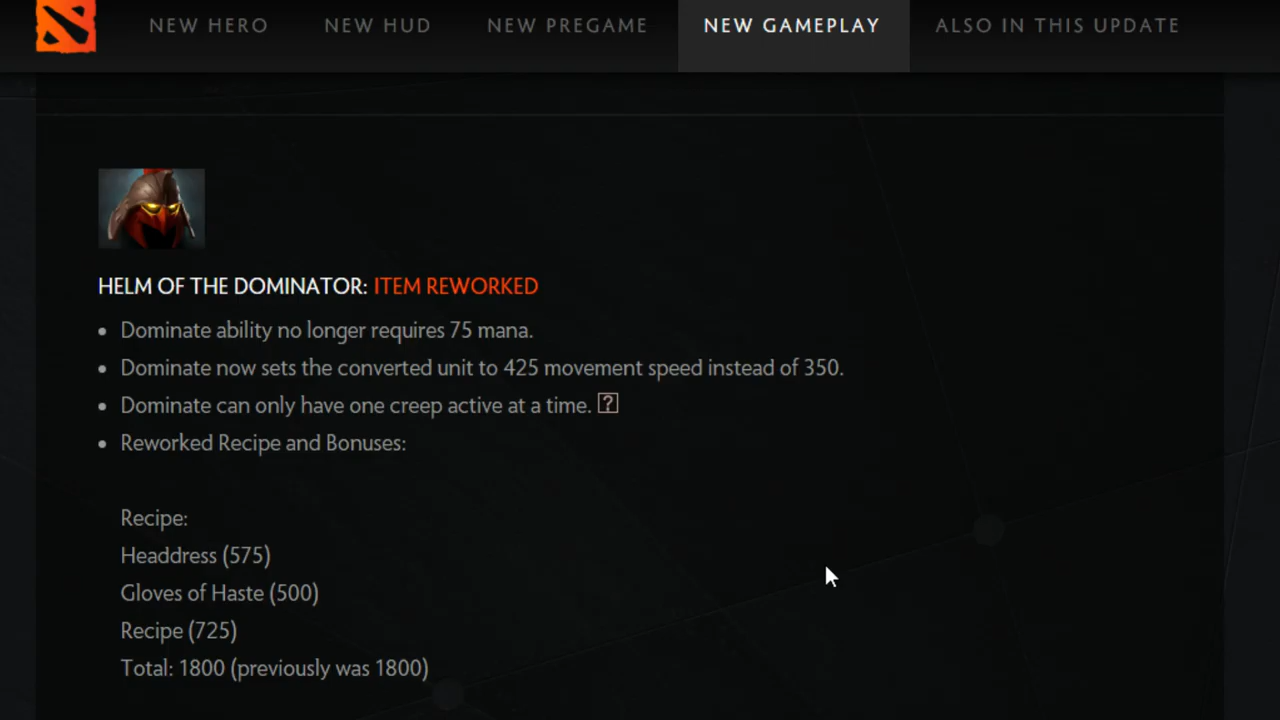 NEW HERO
NEW HUD
NEW PREGAME
NEW GAMEPLAY
ALSO IN THIS UPDATE
HELM OF THE DOMINATOR: ITEM REWORKED
• Dominate ability no longer requires 75 mana.
• Dominate now sets the converted unit to 425 movement speed instead of 350.
• Dominate can only have one creep active at a time. ?
• Reworked Recipe and Bonuses:
Recipe:
Headdress (575)
Gloves of Haste (500)
Recipe (725)
Total: 1800 (previously was 1800)